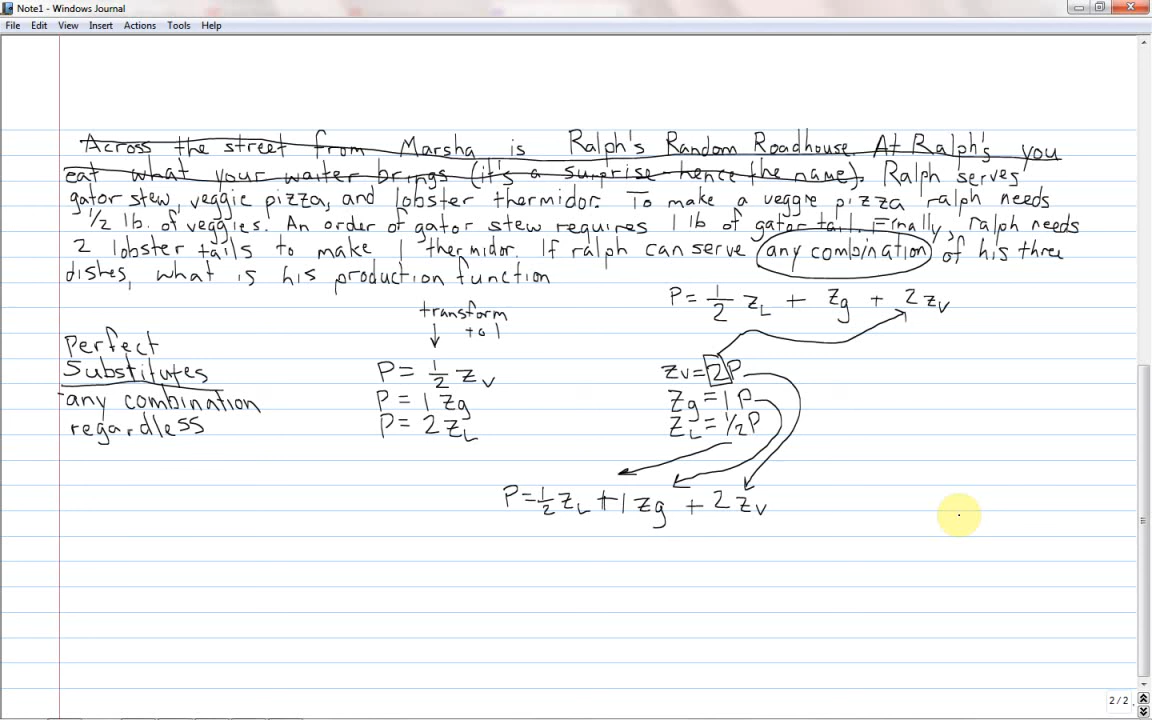 Note1 - Windows Journal
File Edit View Insert Actions Tools Help
Across the street from Marsha is Ralph's Random Roadhouse. At Ralph's you
eat what your waiter brings (it's a surprise - hence the name). Ralph serves
gator stew, veggie pizza, and lobster thermidor. To make a veggie pizza ralph needs
1/2 lb. of veggies. An order of gator stew requires 1 lb of gator tail. Finally, ralph needs
2 lobster tails to make 1 thermidor. If ralph can serve any combination of his three
dishes, what is his production function
P = 1/2 ZL + Zg + 2 Zv
transform
to 1
Perfect
Substitutes
- any combination
regardless
P = 1/2 Zv
P = 1 Zg
P = 2 ZL
Zv = 2P
Zg = 1P
ZL = 1/2 P
P = 1/2 ZL + 1 Zg + 2 Zv
2 / 2